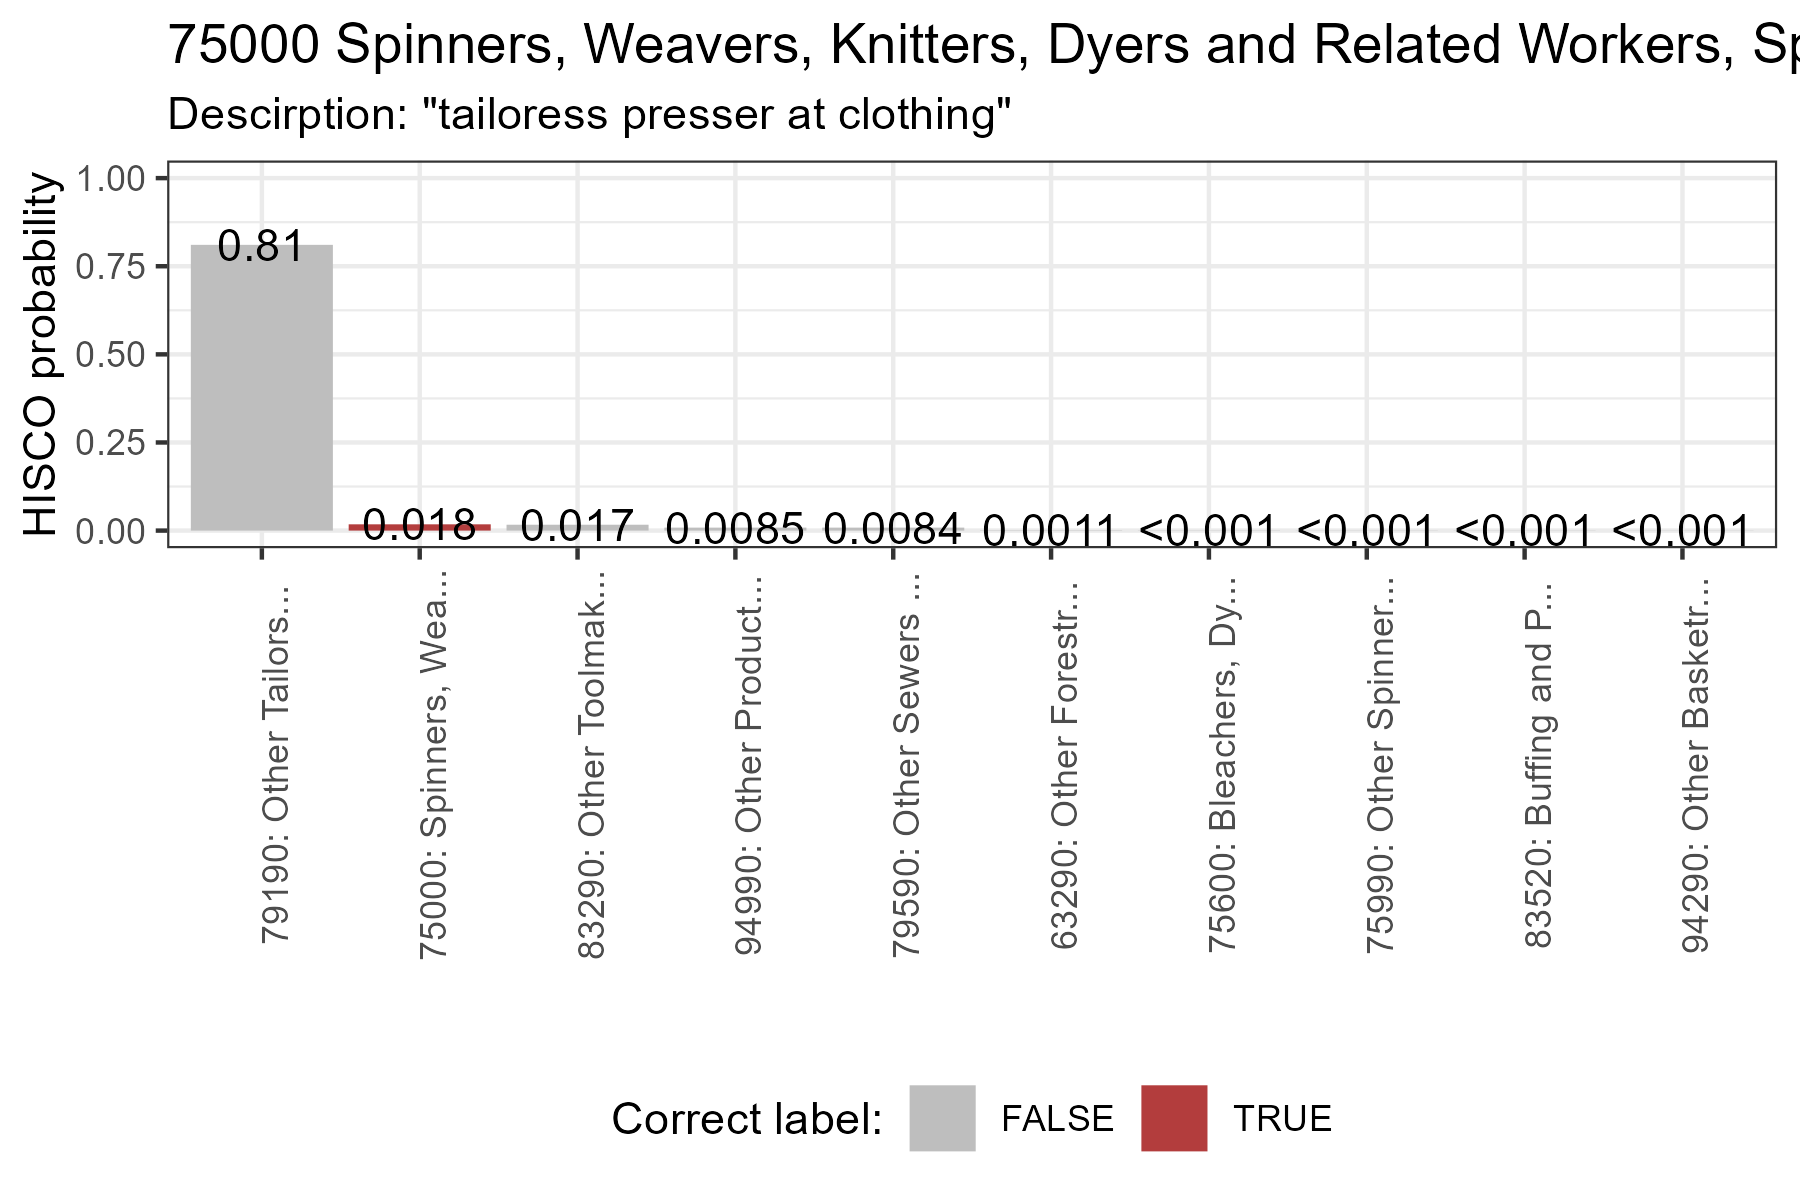 75000 Spinners, Weavers, Knitters, Dyers and Related Workers, Sp
Descirption: "tailoress presser at clothing"
HISCO probability
1.00
0.75
0.50
0.25
0.00
0.81
0.018
0.017
0.0085
0.0084
0.0011
<0.001
<0.001
<0.001
<0.001
79190: Other Tailors...
75000: Spinners, Wea...
83290: Other Toolmak...
94990: Other Product...
79590: Other Sewers ...
63290: Other Forestr...
75600: Bleachers, Dy...
75990: Other Spinner...
83520: Buffing and P...
94290: Other Basketr...
Correct label: FALSE TRUE